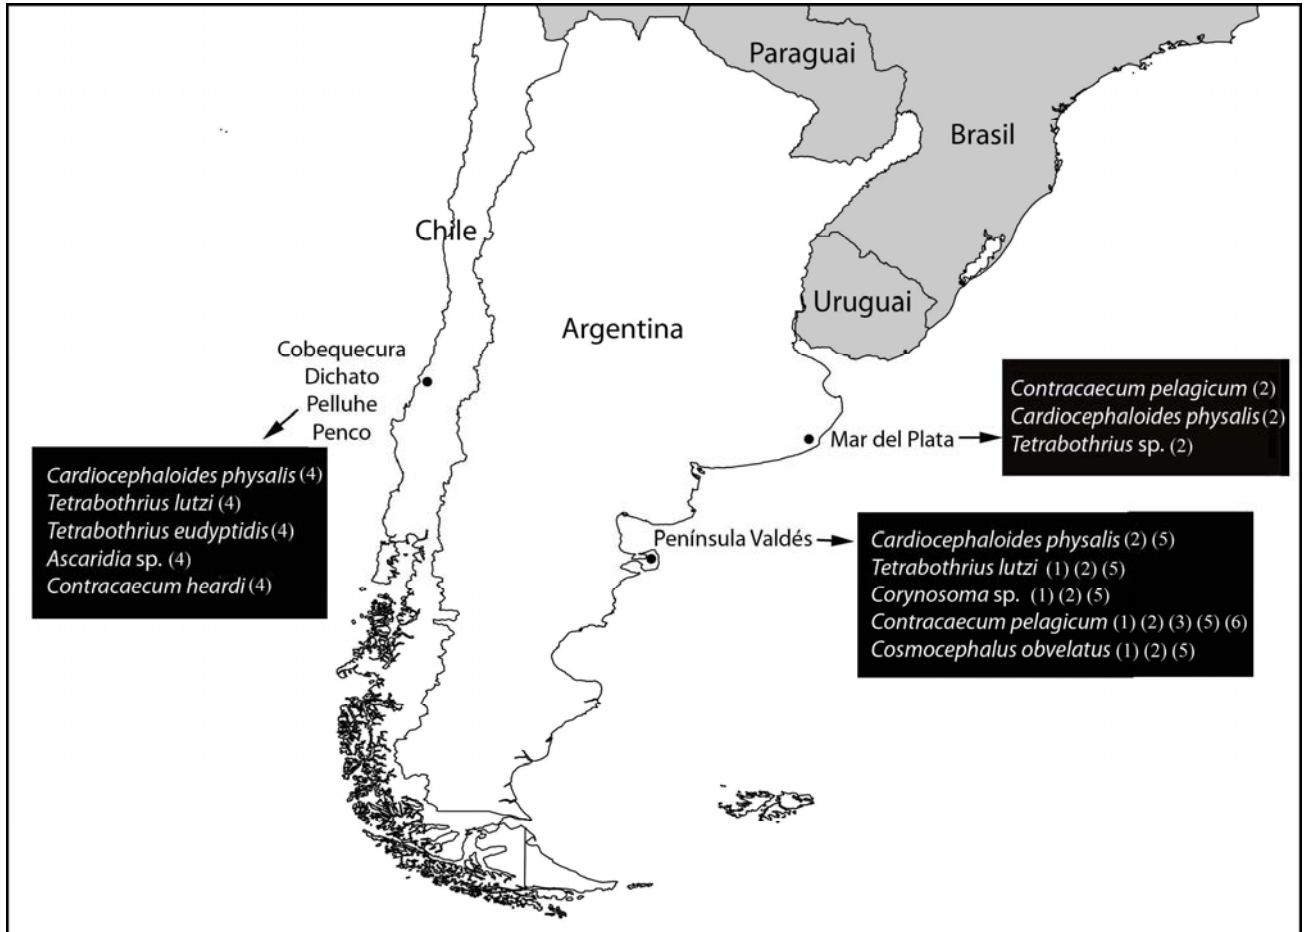 Paraguai
Brasil
Chile
Uruguai
Argentina
Cobequecura
Dichato
Pelluhe
Penco
Cardiocephaloides physalis (4)
Tetrabothrius lutzi (4)
Tetrabothrius eudyptidis (4)
Ascaridia sp. (4)
Contracaecum heardi (4)
Mar del Plata
Contracaecum pelagicum (2)
Cardiocephaloides physalis (2)
Tetrabothrius sp. (2)
Península Valdés
Cardiocephaloides physalis (2) (5)
Tetrabothrius lutzi (1) (2) (5)
Corynosoma sp. (1) (2) (5)
Contracaecum pelagicum (1) (2) (3) (5) (6)
Cosmocephalus obvelatus (1) (2) (5)